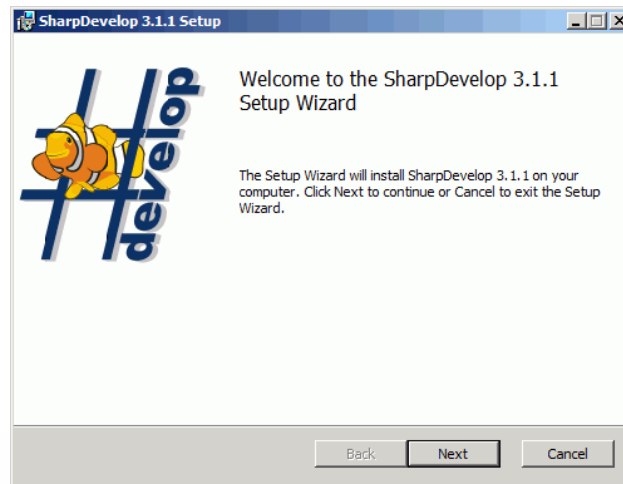 SharpDevelop 3.1.1 Setup
develop
Welcome to the SharpDevelop 3.1.1
Setup Wizard
The Setup Wizard will install SharpDevelop 3.1.1 on your
computer. Click Next to continue or Cancel to exit the Setup
Wizard.
Back Next Cancel